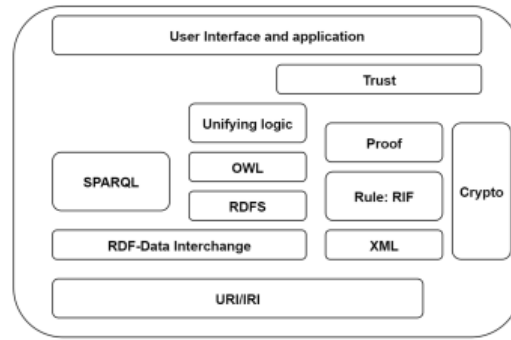 User Interface and application
Trust
Unifying logic
Proof
Crypto
SPARQL
OWL
RDFS
Rule: RIF
RDF-Data Interchange
XML
URI/IRI